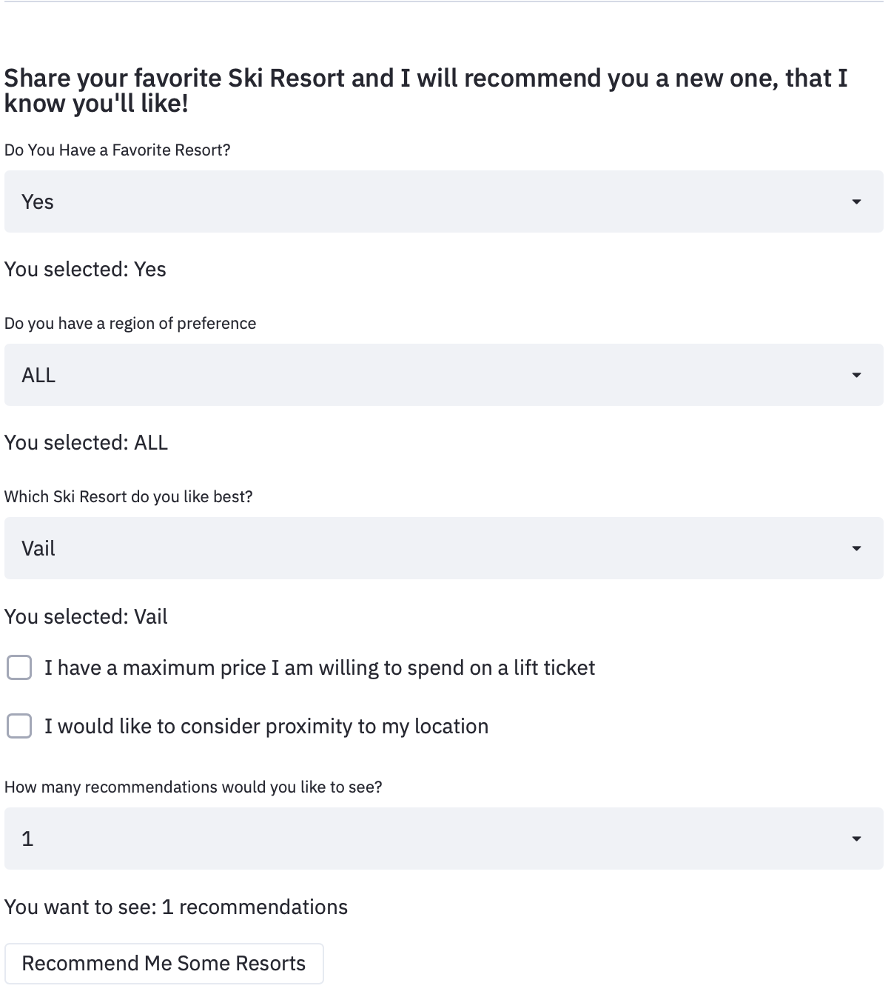 Share your favorite Ski Resort and I will recommend you a new one, that I
know you'll like!
Do You Have a Favorite Resort?
Yes
You selected: Yes
Do you have a region of preference
ALL
You selected: ALL
Which Ski Resort do you like best?
Vail
You selected: Vail
I have a maximum price I am willing to spend on a lift ticket
I would like to consider proximity to my location
How many recommendations would you like to see?
1
You want to see: 1 recommendations
Recommend Me Some Resorts